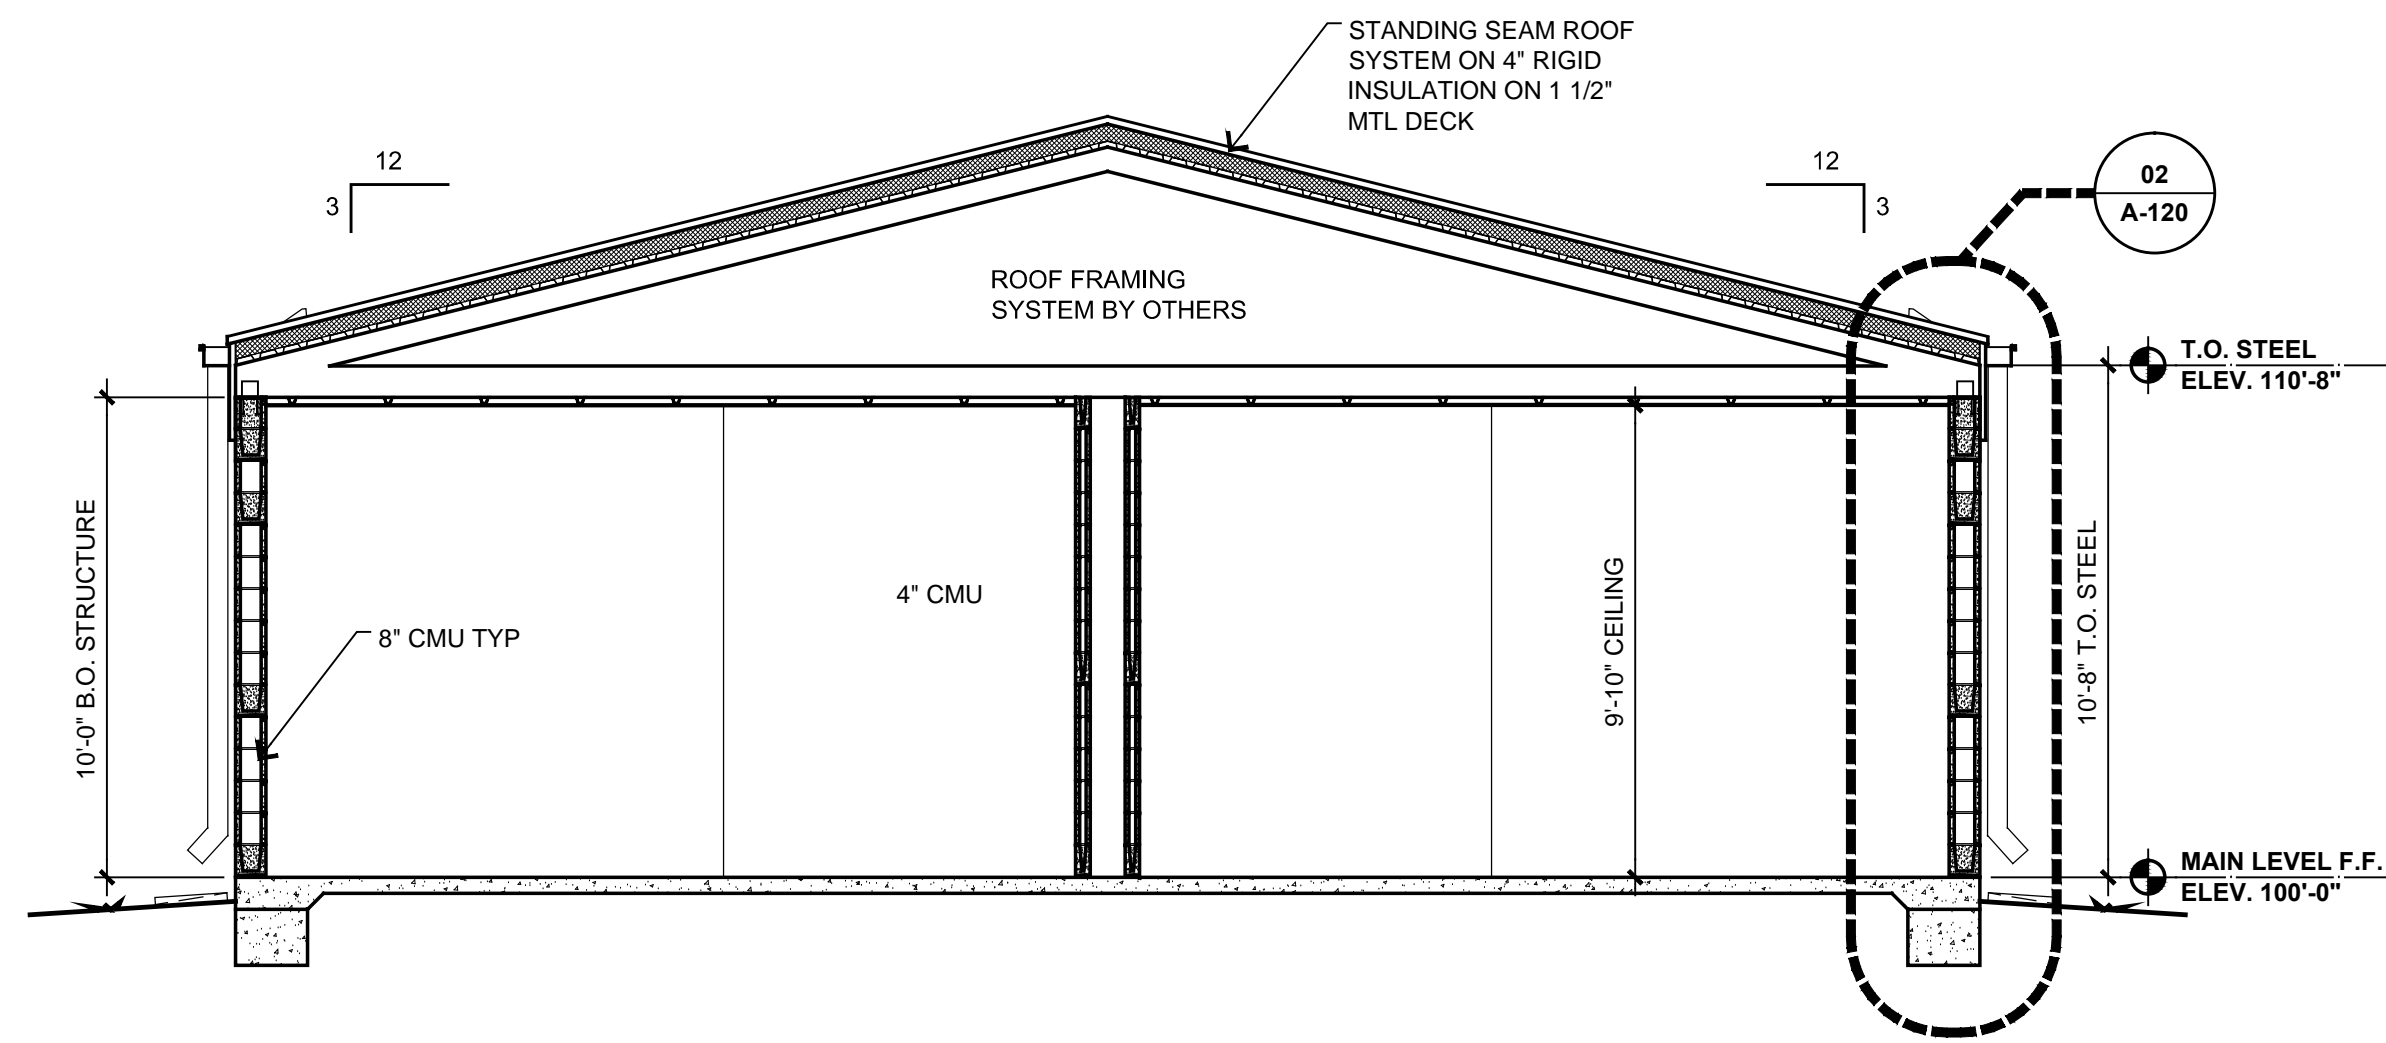 STANDING SEAM ROOF
SYSTEM ON 4" RIGID
INSULATION ON 1 1/2"
MTL DECK
12
3
12
3
02
A-120
ROOF FRAMING
SYSTEM BY OTHERS
T.O. STEEL
ELEV. 110'-8"
10'-0" B.O. STRUCTURE
8" CMU TYP
4" CMU
9'-10" CEILING
10'-8" T.O. STEEL
MAIN LEVEL F.F.
ELEV. 100'-0"